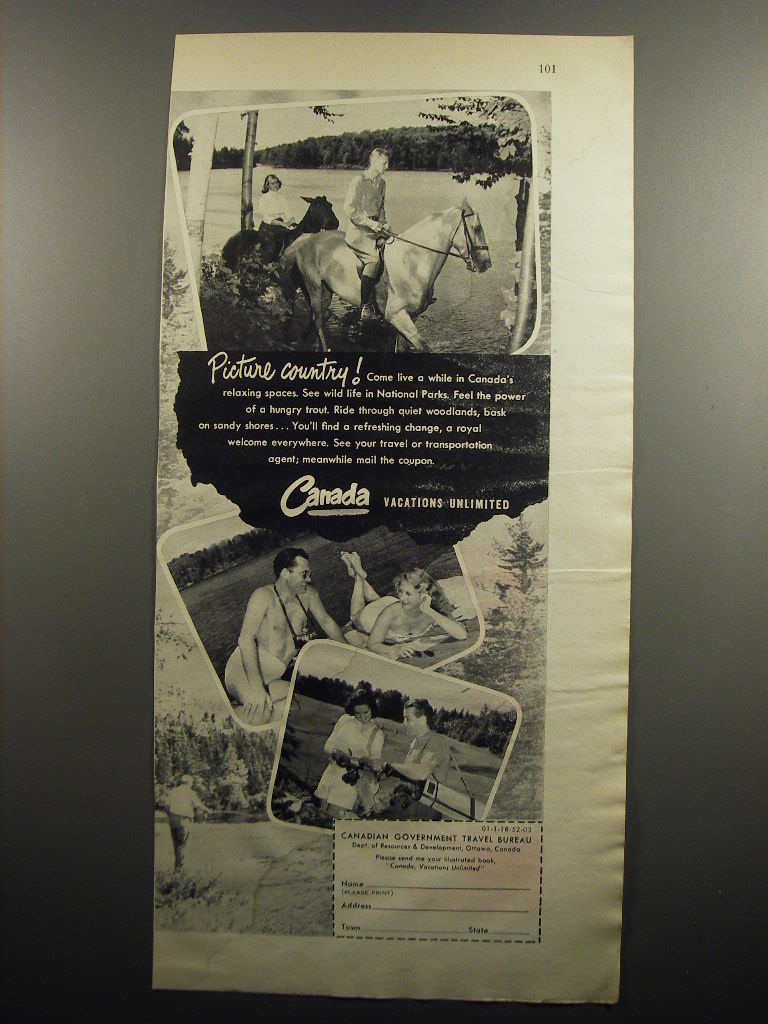 101
Picture country! Come live a while in Canada's
relaxing spaces. See wild life in National Parks. Feel the power
of a hungry trout. Ride through quiet woodlands, bask
on sandy shores... You'll find a refreshing change, a royal
welcome everywhere. See your travel or transportation
agent; meanwhile mail the coupon.
Canada VACATIONS UNLIMITED
01-1-18-52-03
CANADIAN GOVERNMENT TRAVEL BUREAU
Dept. of Resources & Development, Ottawa, Canada
Please send me your illustrated book,
"Canada, Vacations Unlimited"
Name
(PLEASE PRINT)
Address
Town State